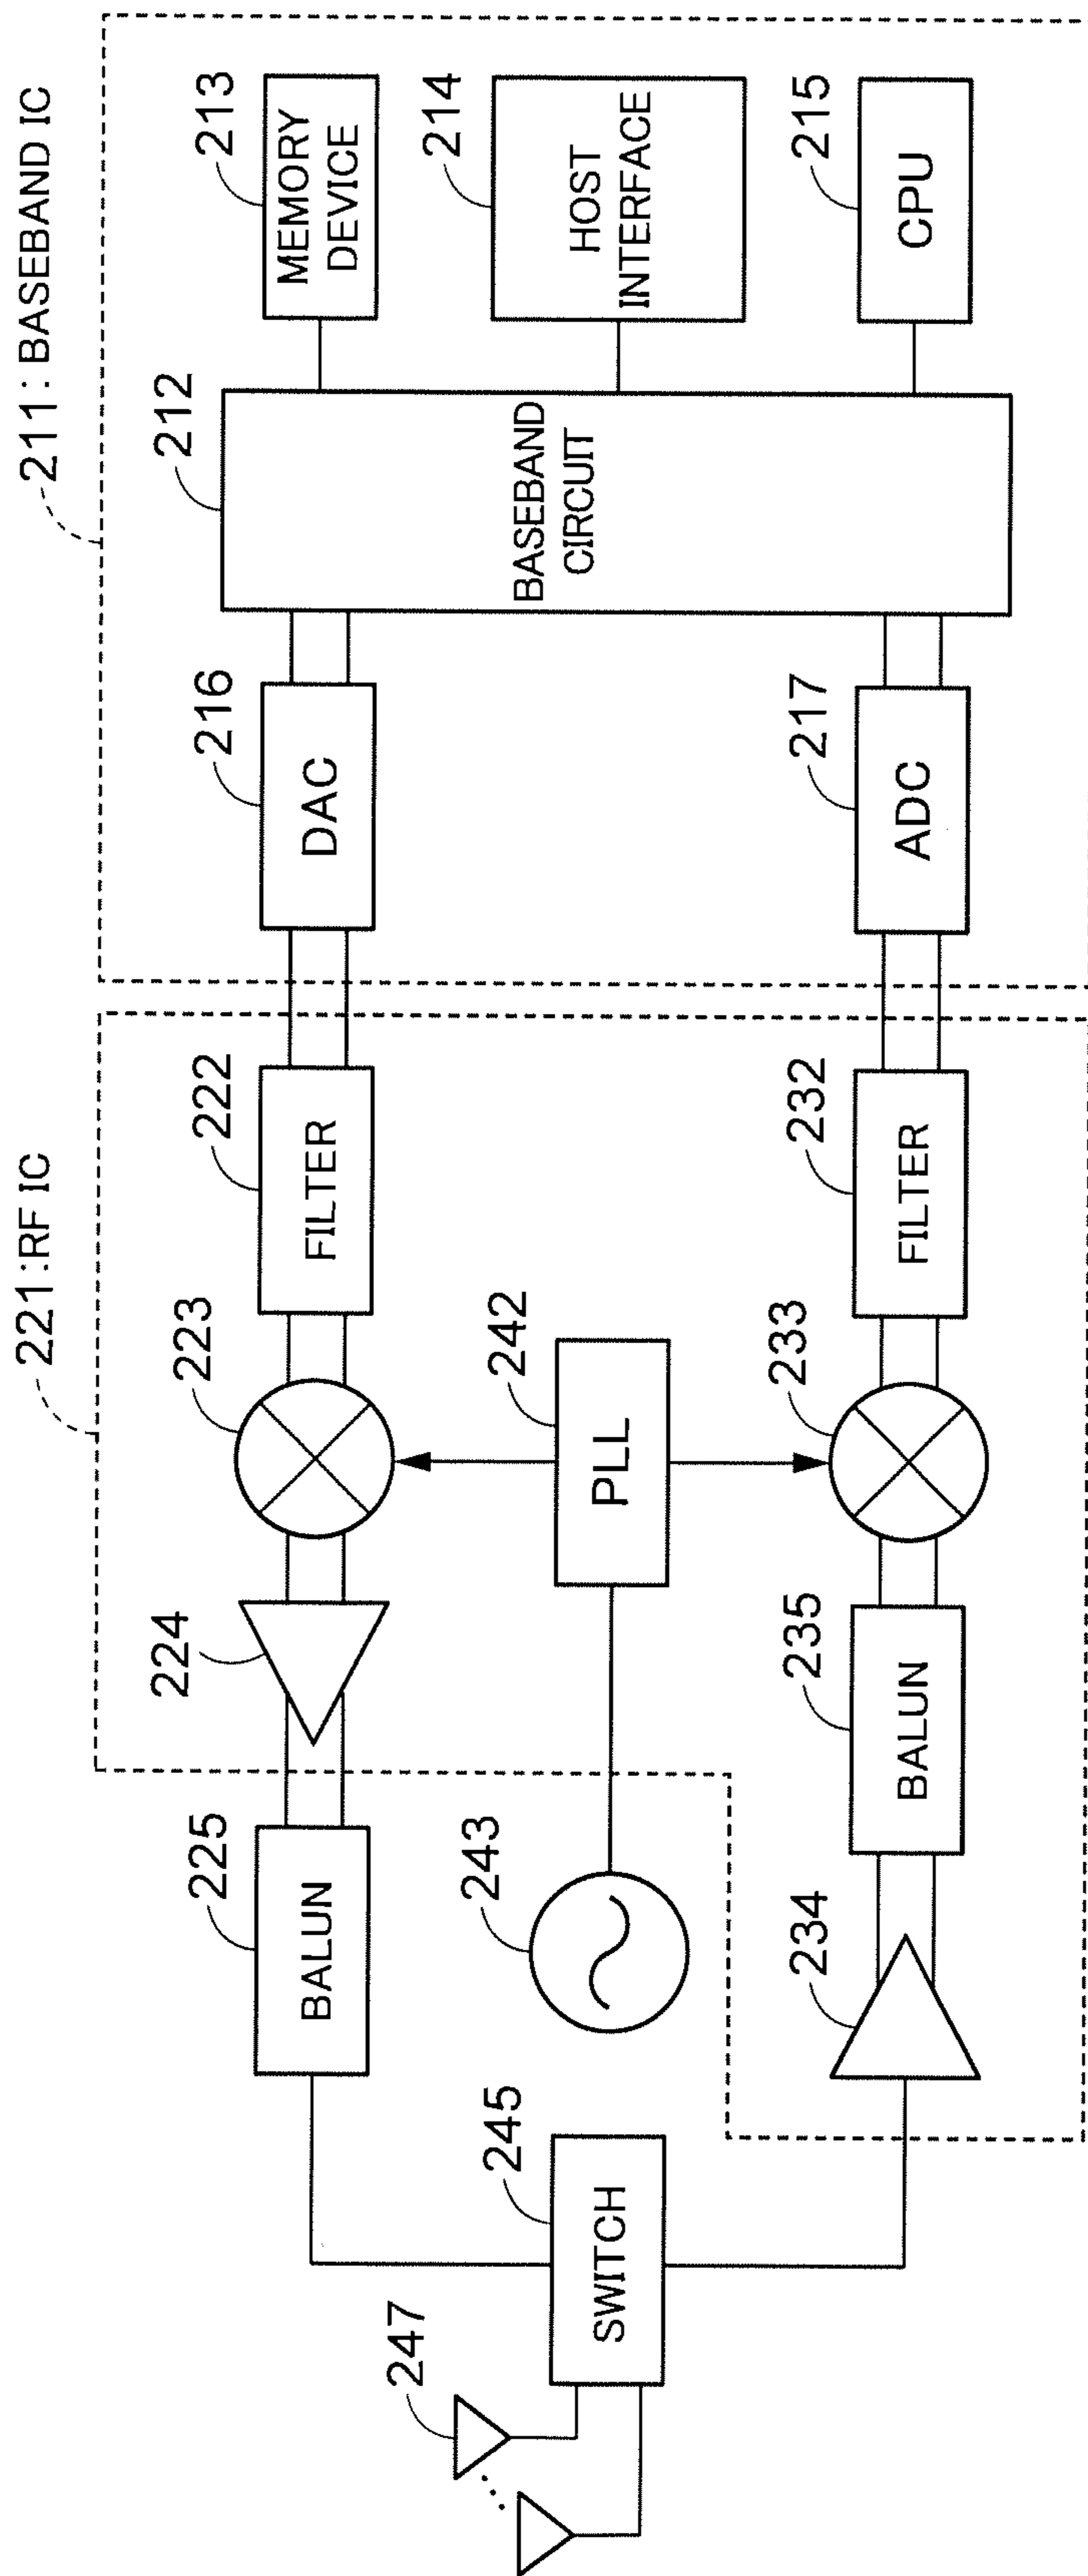 221:RF IC
211: BASEBAND IC
225
BALUN
224
223
222
FILTER
216
DAC
212
BASEBAND
CIRCUIT
213
MEMORY
DEVICE
214
HOST
INTERFACE
215
CPU
247
245
SWITCH
243
242
PLL
234
235
BALUN
233
232
FILTER
217
ADC